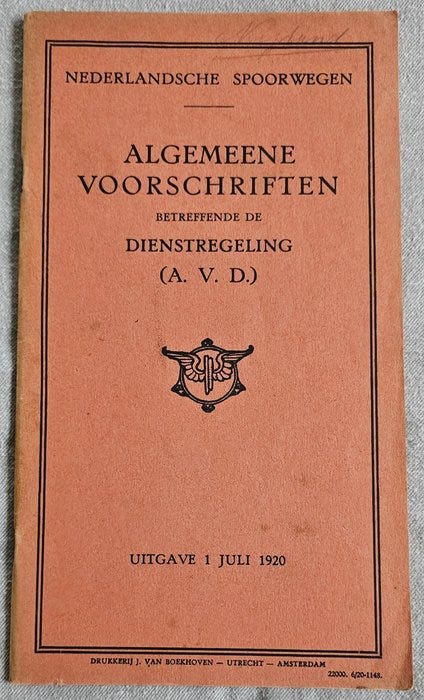 NEDERLANDSCHE SPOORWEGEN
ALGEMEENE
VOORSCHRIFTEN
BETREFFENDE DE
DIENSTREGELING
(A. V. D.)
UITGAVE 1 JULI 1920
DRUKKERIJ J. VAN BOEKHOVEN — UTRECHT — AMSTERDAM
22000. 6/20-1148.